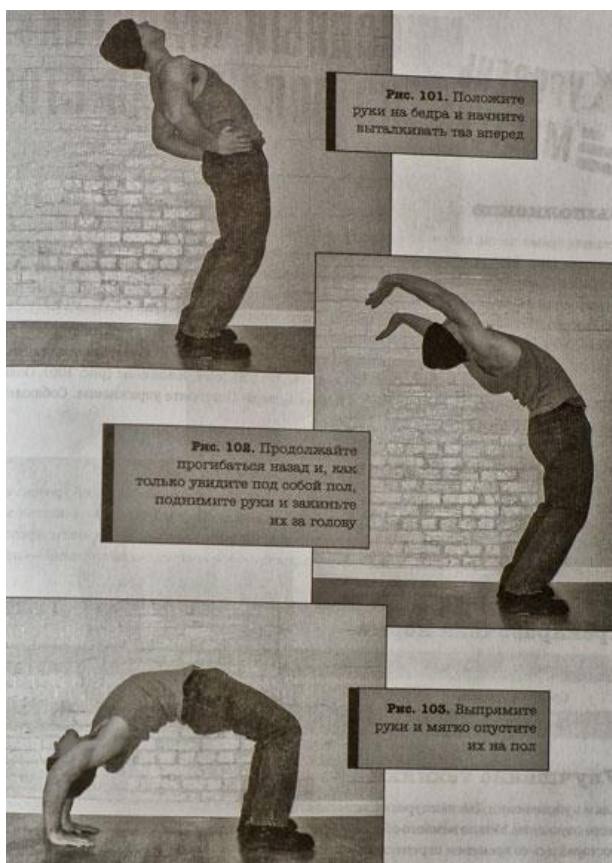 Рис. 101. Положите
руки на бедра и начните
выталкивать таз вперед
Рис. 102. Продолжайте
прогибаться назад и, как
только увидите под собой пол,
поднимите руки и закиньте
их за голову
Рис. 103. Выпрямите
руки и мягко опустите
их на пол